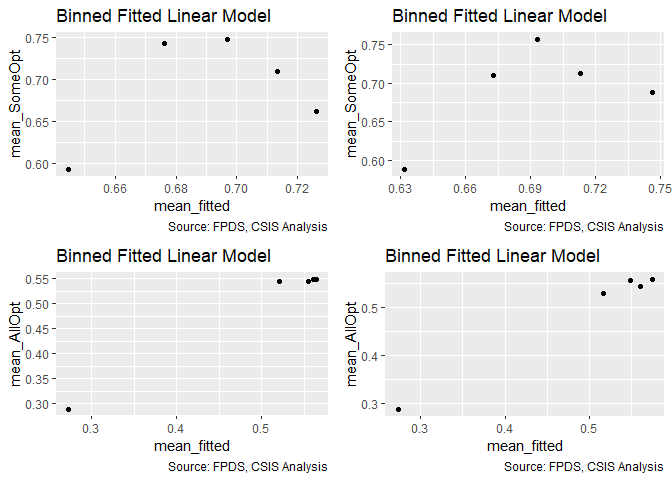 Binned Fitted Linear Model
mean_SomeOpt
0.75
0.70
0.65
0.60
0.66 0.68 0.70 0.72
mean_fitted
Source: FPDS, CSIS Analysis
Binned Fitted Linear Model
mean_SomeOpt
0.75
0.70
0.65
0.60
0.63 0.66 0.69 0.72 0.75
mean_fitted
Source: FPDS, CSIS Analysis
Binned Fitted Linear Model
mean_AllOpt
0.55
0.50
0.45
0.40
0.35
0.30
0.3 0.4 0.5
mean_fitted
Source: FPDS, CSIS Analysis
Binned Fitted Linear Model
mean_AllOpt
0.5
0.4
0.3
0.3 0.4 0.5
mean_fitted
Source: FPDS, CSIS Analysis